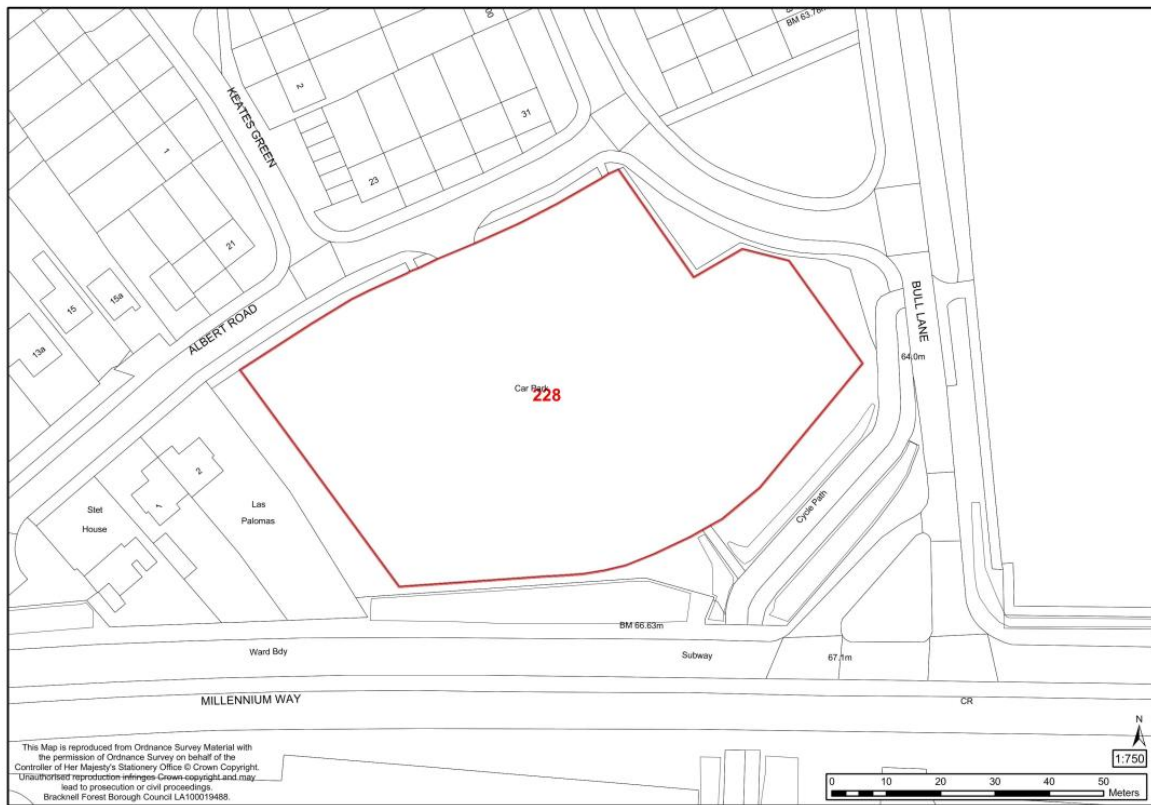 00
BM 63.76m
2
KEATES GREEN
31
1
23
21
15a
15
ALBERT ROAD
13a
BULL LANE
64.0m
Car Park
228
2
1
Las
Palomas
Stet
House
Cycle Path
BM 66.63m
Ward Bdy
Subway
67.1m
MILLENNIUM WAY
CR
N
1:750
This Map is reproduced from Ordnance Survey Material with
the permission of Ordnance Survey on behalf of the
Controller of Her Majesty's Stationery Office © Crown Copyright.
Unauthorised reproduction infringes Crown copyright and may
lead to prosecution or civil proceedings.
Bracknell Forest Borough Council LA100019488.
0 10 20 30 40 50
Meters